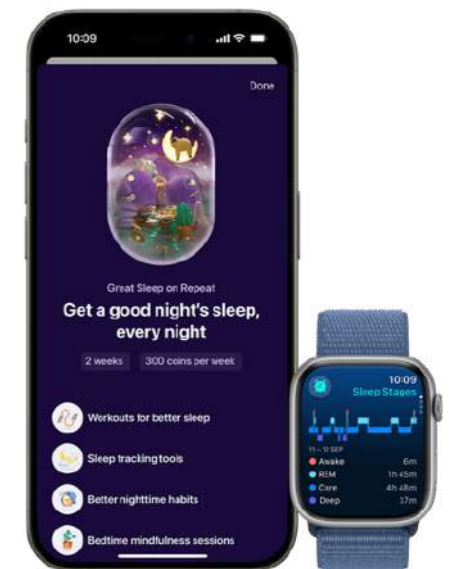 10:09
Done
Great Sleep on Repeat
Get a good night's sleep,
every night
2 weeks
300 coins per week
Workouts for better sleep
Sleep tracking tools
Better nighttime habits
Bedtime mindfulness sessions
10:09
Sleep Stages
11 – 12 SEP
Awake 6m
REM 1h 45m
Core 4h 48m
Deep 37m